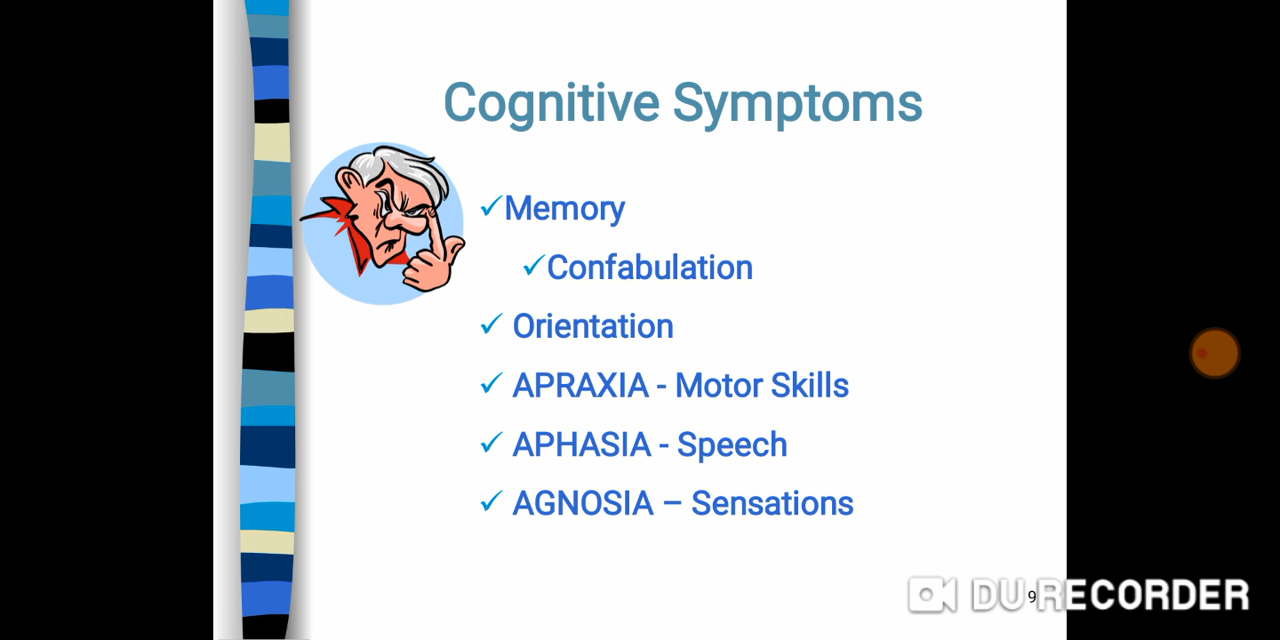 Cognitive Symptoms
✓Memory
✓Confabulation
✓ Orientation
✓ APRAXIA - Motor Skills
✓ APHASIA - Speech
✓ AGNOSIA – Sensations
9
DU RECORDER